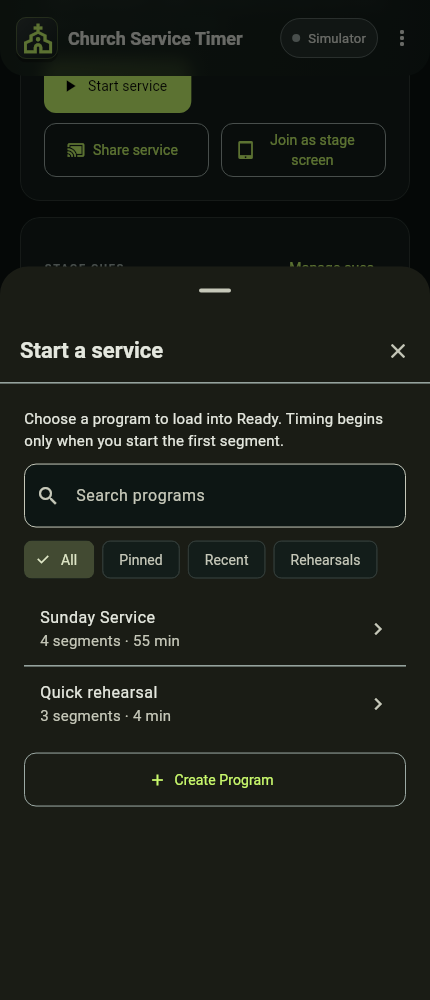 Church Service Timer
Simulator
Start service
Share service
Join as stage
screen
Start a service
Choose a program to load into Ready. Timing begins
only when you start the first segment.
Search programs
All
Pinned
Recent
Rehearsals
Sunday Service
4 segments · 55 min
Quick rehearsal
3 segments · 4 min
Create Program